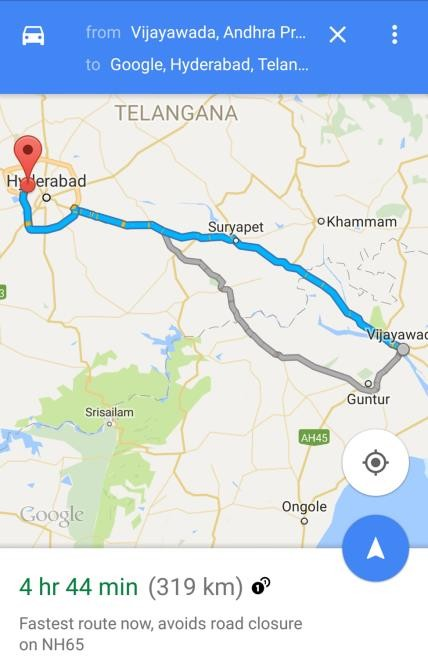 from Vijayawada, Andhra Pr...
to Google, Hyderabad, Telan...
TELANGANA
Hyderabad
Suryapet
Khammam
Vijayawad
Guntur
Srisailam
AH45
Ongole
Google
4 hr 44 min (319 km)
Fastest route now, avoids road closure
on NH65